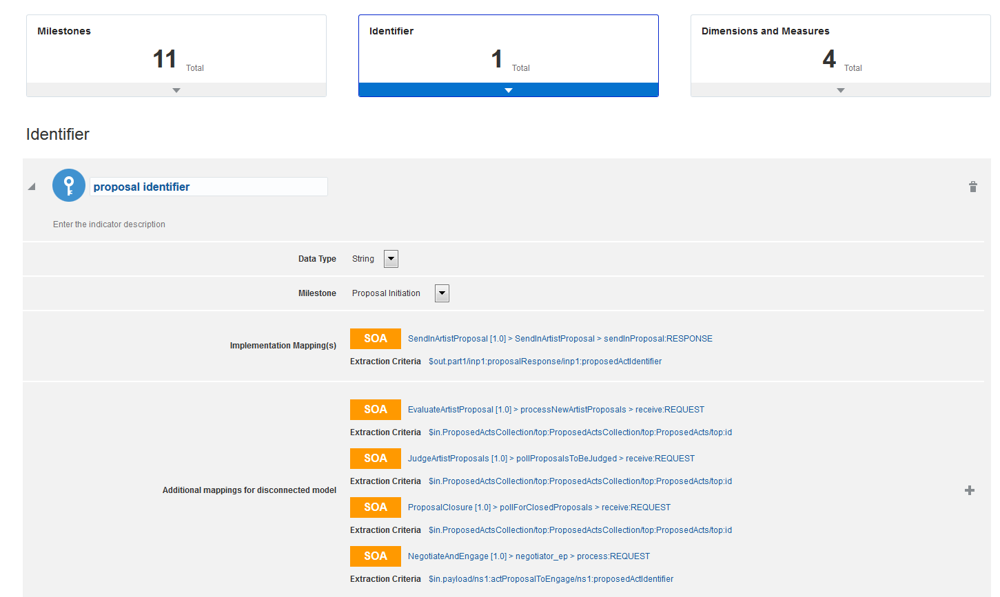 Milestones
11 Total
Identifier
1 Total
Dimensions and Measures
4 Total
Identifier
proposal identifier
Enter the indicator description
Data Type String
Milestone Proposal Initiation
Implementation Mapping(s)
SOA SendInArtistProposal [1.0] > SendInArtistProposal > sendInProposal:RESPONSE
Extraction Criteria $out.part1/inp1:proposalResponse/inp1:proposedActIdentifier
Additional mappings for disconnected model
SOA EvaluateArtistProposal [1.0] > processNewArtistProposals > receive:REQUEST
Extraction Criteria $in.ProposedActsCollection/top:ProposedActsCollection/top:ProposedActs/top:id
SOA JudgeArtistProposals [1.0] > pollProposalsToBeJudged > receive:REQUEST
Extraction Criteria $in.ProposedActsCollection/top:ProposedActsCollection/top:ProposedActs/top:id
SOA ProposalClosure [1.0] > pollForClosedProposals > receive:REQUEST
Extraction Criteria $in.ProposedActsCollection/top:ProposedActsCollection/top:ProposedActs/top:id
SOA NegotiateAndEngage [1.0] > negotiator_ep > process:REQUEST
Extraction Criteria $in.payload/ns1:actProposalToEngage/ns1:proposedActIdentifier